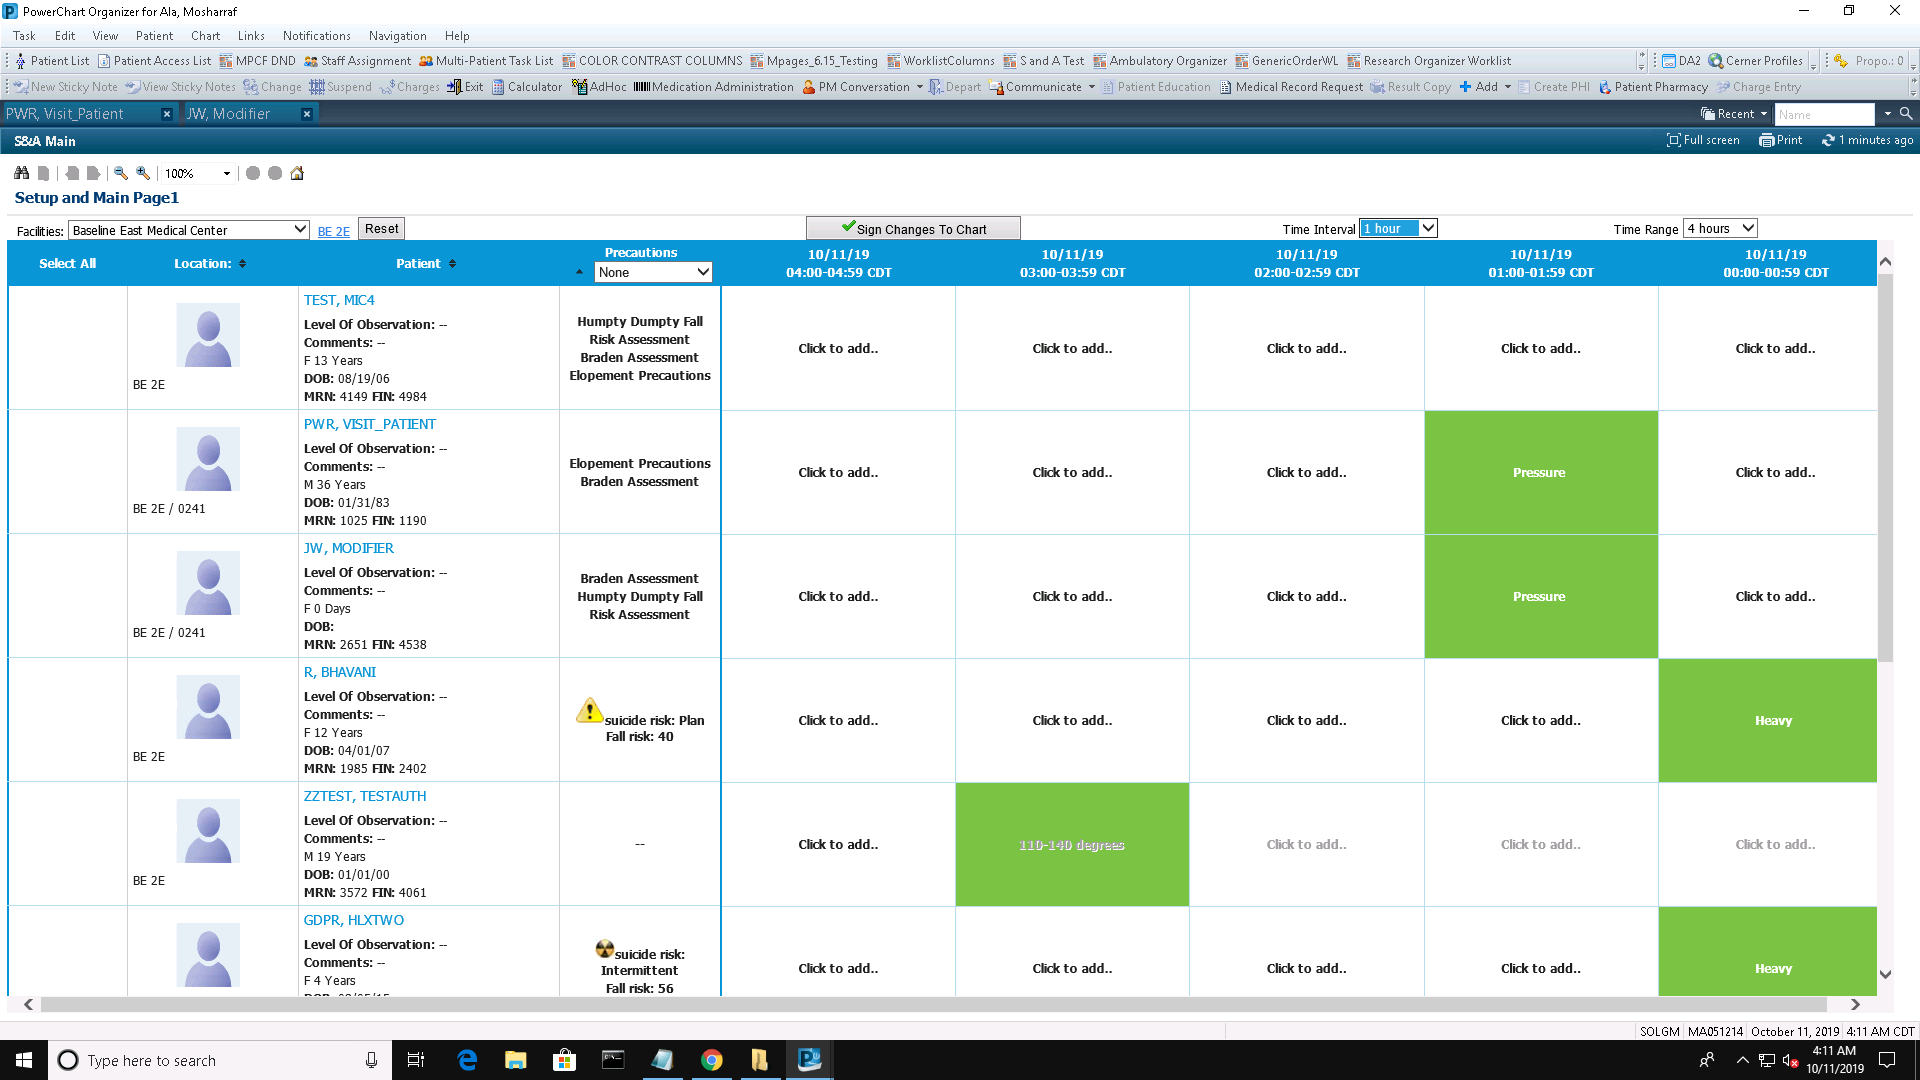 PowerChart Organizer for Ala, Mosharraf
Task Edit View Patient Chart Links Notifications Navigation Help
Patient List Patient Access List MPCF DND Staff Assignment Multi-Patient Task List COLOR CONTRAST COLUMNS Mpages_6.15_Testing WorklistColumns S and A Test Ambulatory Organizer GenericOrderWL Research Organizer Worklist DA2 Cerner Profiles Propo.: 0
New Sticky Note View Sticky Notes Change Suspend Charges Exit Calculator AdHoc Medication Administration PM Conversation Depart Communicate Patient Education Medical Record Request Result Copy Add Create PHI Patient Pharmacy Charge Entry
PWR, Visit_Patient JW, Modifier Recent Name
S&A Main Full screen Print 1 minutes ago
100%
Setup and Main Page1
Facilities: Baseline East Medical Center BE 2E Reset Sign Changes To Chart Time Interval 1 hour Time Range 4 hours
Select All Location: Patient Precautions None
10/11/19
04:00-04:59 CDT
10/11/19
03:00-03:59 CDT
10/11/19
02:00-02:59 CDT
10/11/19
01:00-01:59 CDT
10/11/19
00:00-00:59 CDT
BE 2E
TEST, MIC4
Level Of Observation: --
Comments: --
F 13 Years
DOB: 08/19/06
MRN: 4149 FIN: 4984
Humpty Dumpty Fall
Risk Assessment
Braden Assessment
Elopement Precautions
Click to add.. Click to add.. Click to add.. Click to add.. Click to add..
BE 2E / 0241
PWR, VISIT_PATIENT
Level Of Observation: --
Comments: --
M 36 Years
DOB: 01/31/83
MRN: 1025 FIN: 1190
Elopement Precautions
Braden Assessment
Click to add.. Click to add.. Click to add.. Pressure Click to add..
BE 2E / 0241
JW, MODIFIER
Level Of Observation: --
Comments: --
F 0 Days
DOB:
MRN: 2651 FIN: 4538
Braden Assessment
Humpty Dumpty Fall
Risk Assessment
Click to add.. Click to add.. Click to add.. Pressure Click to add..
BE 2E
R, BHAVANI
Level Of Observation: --
Comments: --
F 12 Years
DOB: 04/01/07
MRN: 1985 FIN: 2402
suicide risk: Plan
Fall risk: 40
Click to add.. Click to add.. Click to add.. Click to add.. Heavy
BE 2E
ZZTEST, TESTAUTH
Level Of Observation: --
Comments: --
M 19 Years
DOB: 01/01/00
MRN: 3572 FIN: 4061
--
Click to add.. 110-140 degrees Click to add.. Click to add.. Click to add..
GDPR, HLXTWO
Level Of Observation: --
Comments: --
F 4 Years
suicide risk:
Intermittent
Fall risk: 56
Click to add.. Click to add.. Click to add.. Click to add.. Heavy
SOLGM MA051214 October 11, 2019 4:11 AM CDT
Type here to search
4:11 AM
10/11/2019